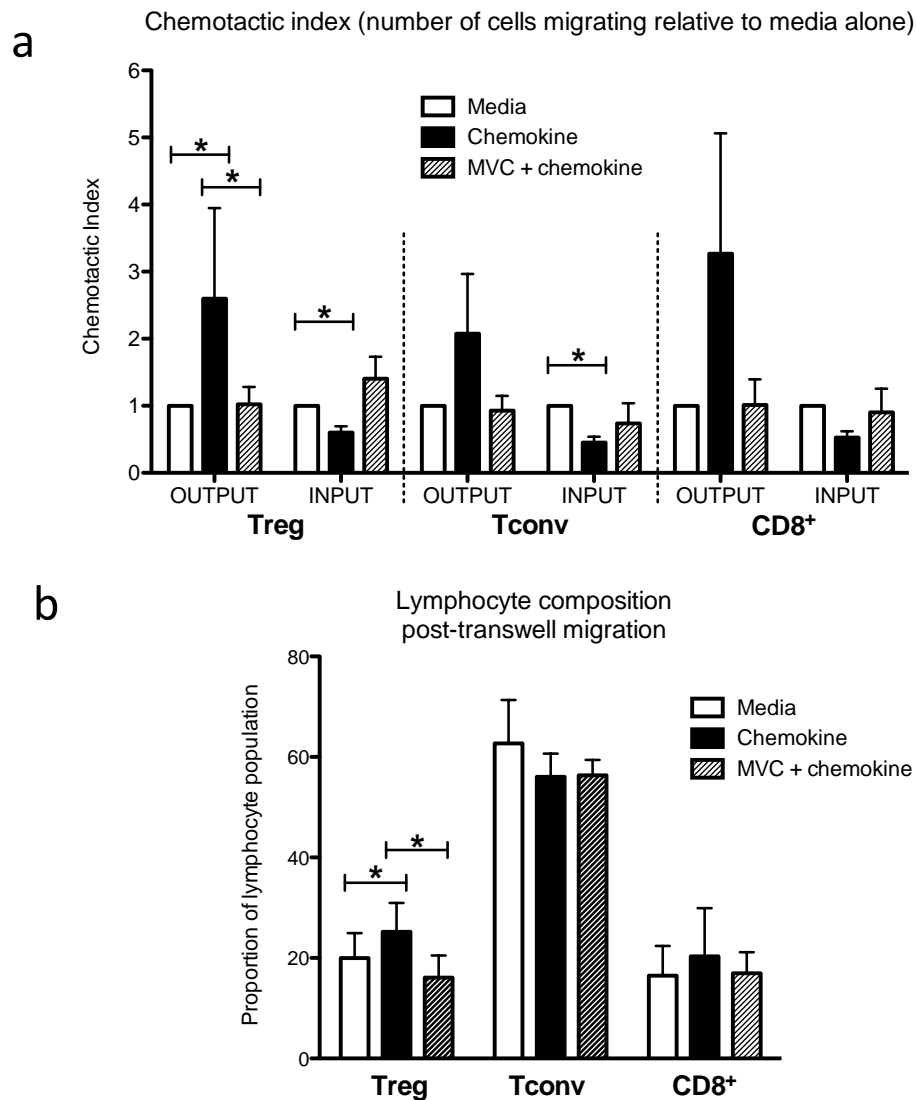 Chemotactic index (number of cells migrating relative to media alone)
a
6
5
4
3
2
1
0
Chemotactic Index
Media
Chemokine
MVC + chemokine
*
*
*
*
OUTPUT INPUT OUTPUT INPUT OUTPUT INPUT
Treg Tconv CD8⁺
b
Lymphocyte composition
post-transwell migration
80
60
40
20
0
Proportion of lymphocyte population
Media
Chemokine
MVC + chemokine
*
*
Treg Tconv CD8⁺